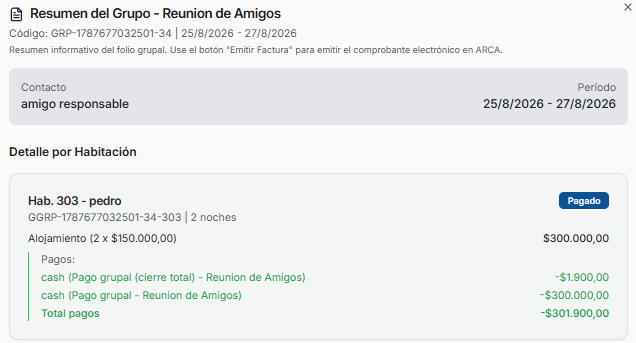 Resumen del Grupo - Reunion de Amigos
Código: GRP-1787677032501-34 | 25/8/2026 - 27/8/2026
Resumen informativo del folio grupal. Use el botón "Emitir Factura" para emitir el comprobante electrónico en ARCA.
Contacto Período
amigo responsable 25/8/2026 - 27/8/2026
Detalle por Habitación
Hab. 303 - pedro Pagado
GGRP-1787677032501-34-303 | 2 noches
Alojamiento (2 x $150.000,00) $300.000,00
Pagos:
cash (Pago grupal (cierre total) - Reunion de Amigos) -$1.900,00
cash (Pago grupal - Reunion de Amigos) -$300.000,00
Total pagos -$301.900,00